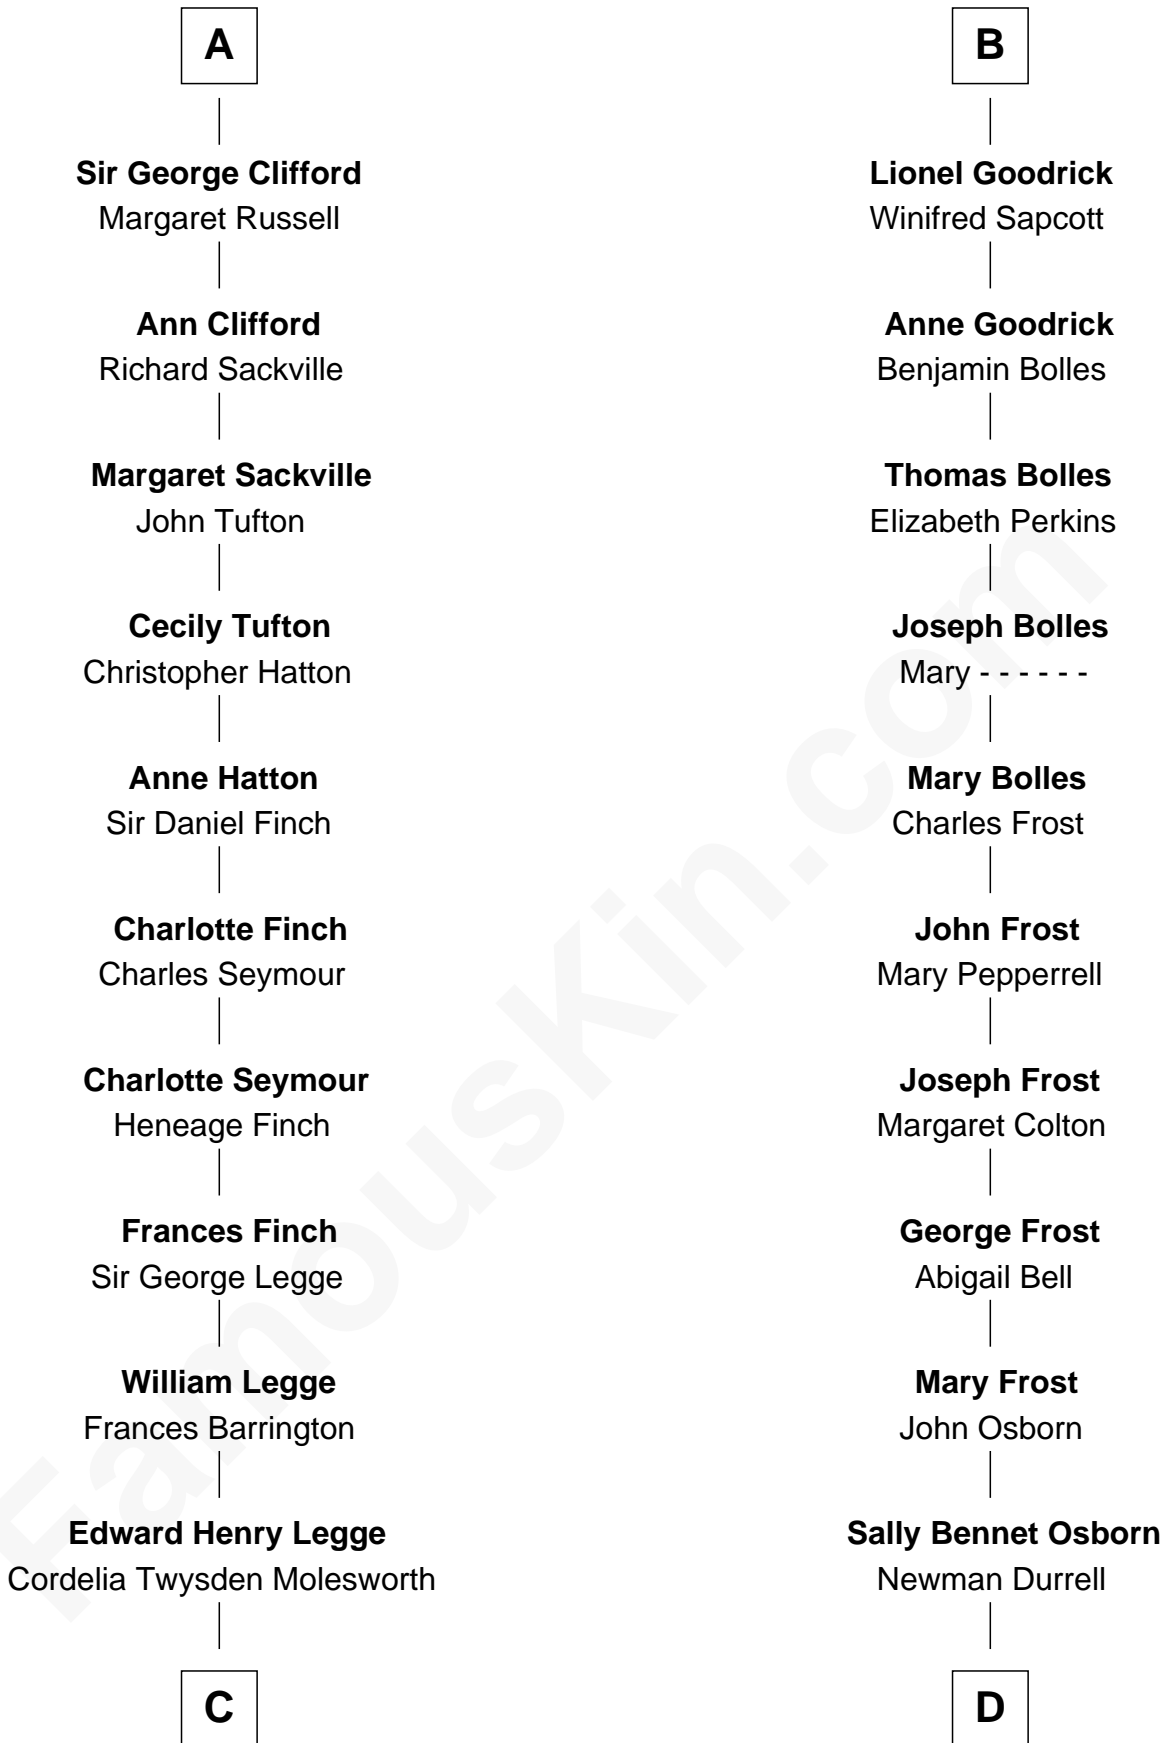 A
Sir George Clifford
Margaret Russell
Ann Clifford
Richard Sackville
Margaret Sackville
John Tufton
Cecily Tufton
Christopher Hatton
Anne Hatton
Sir Daniel Finch
Charlotte Finch
Charles Seymour
Charlotte Seymour
Heneage Finch
Frances Finch
Sir George Legge
William Legge
Frances Barrington
Edward Henry Legge
Cordelia Twysden Molesworth
C
B
Lionel Goodrick
Winifred Sapcott
Anne Goodrick
Benjamin Bolles
Thomas Bolles
Elizabeth Perkins
Joseph Bolles
Mary - - - - - -
Mary Bolles
Charles Frost
John Frost
Mary Pepperrell
Joseph Frost
Margaret Colton
George Frost
Abigail Bell
Mary Frost
John Osborn
Sally Bennet Osborn
Newman Durrell
D
FamousKin.com